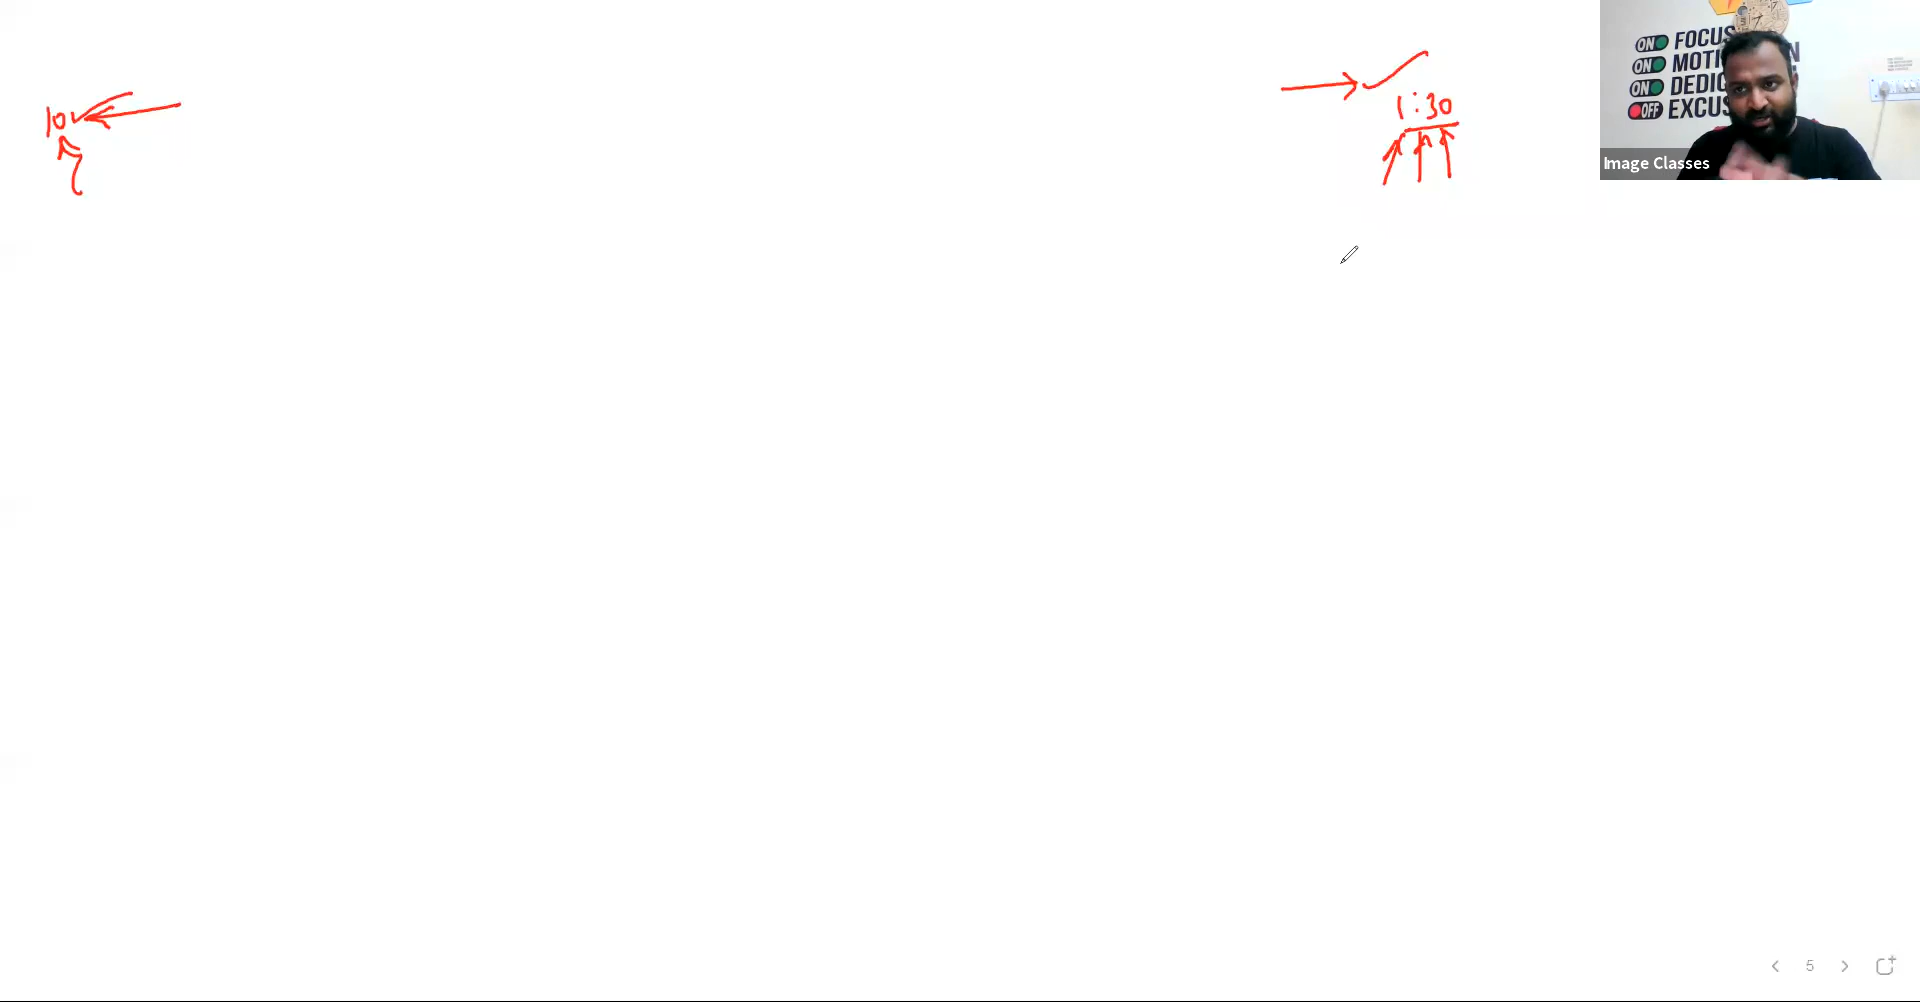 10
1:30
ON FOCUS
ON MOTI N
ON DEDIC
OFF EXCUS
Image Classes
5